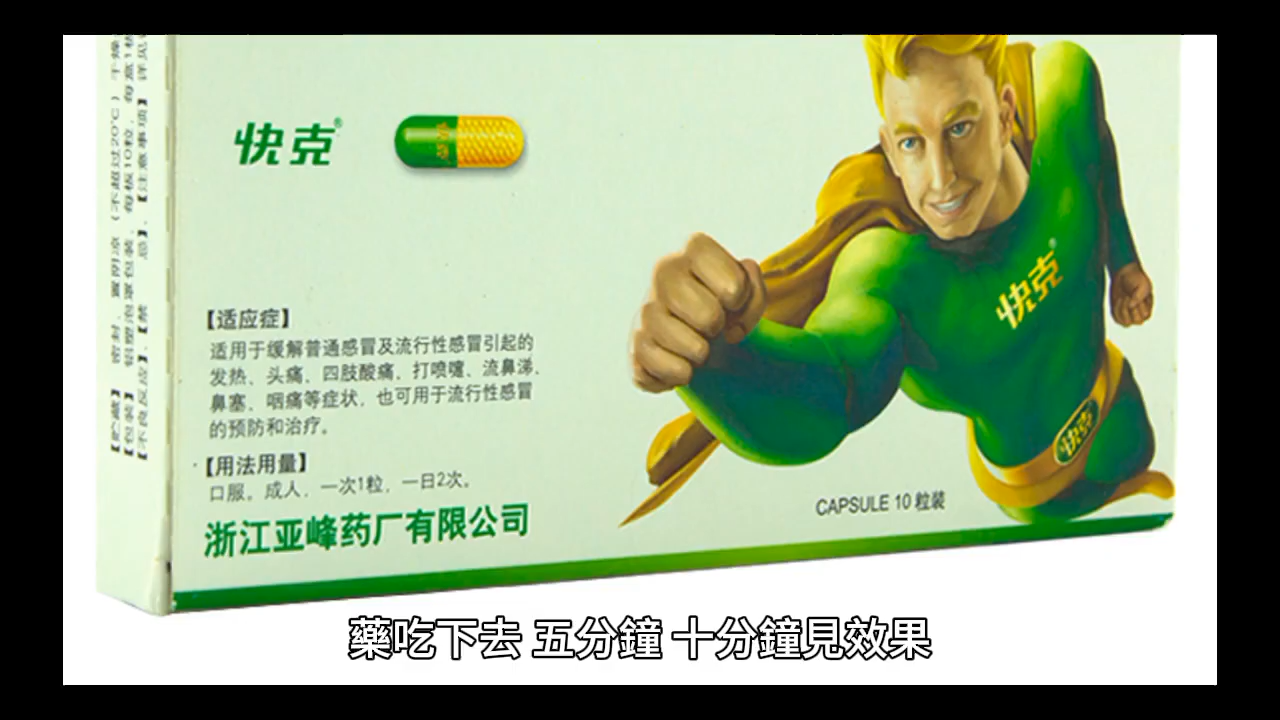 快克®
快克
快克
【适应症】
适用于缓解普通感冒及流行性感冒引起的
发热、头痛、四肢酸痛、打喷嚏、流鼻涕、
鼻塞、咽痛等症状，也可用于流行性感冒
的预防和治疗。
【用法用量】
口服。成人，一次1粒，一日2次。
浙江亚峰药厂有限公司
CAPSULE 10 粒装
藥吃下去 五分鐘 十分鐘見效果